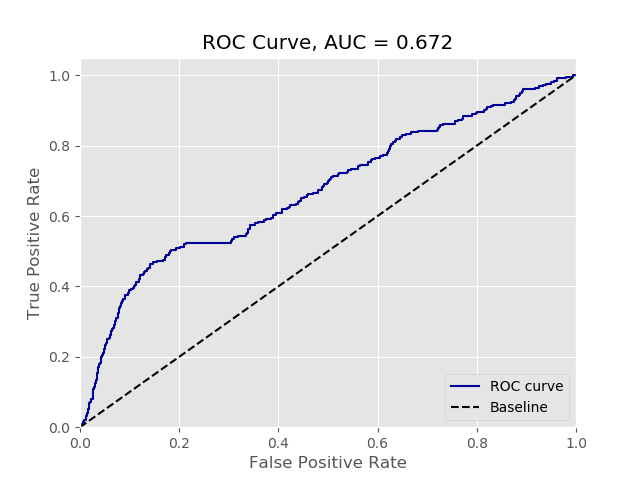 ROC Curve, AUC = 0.672
True Positive Rate
1.0
0.8
0.6
0.4
0.2
0.0
0.0 0.2 0.4 0.6 0.8 1.0
False Positive Rate
ROC curve
Baseline